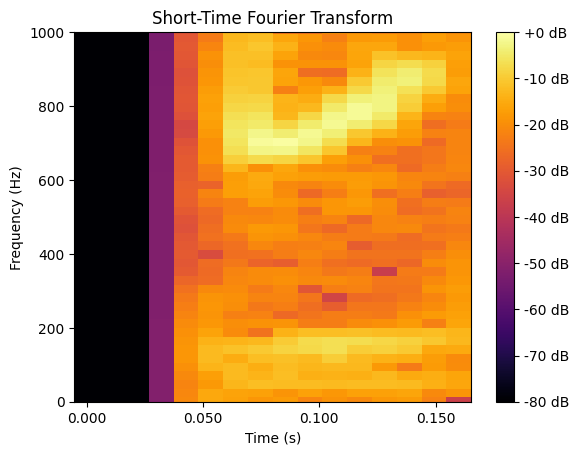 Short-Time Fourier Transform
Frequency (Hz)
1000
800
600
400
200
0
0.000
0.050
0.100
0.150
Time (s)
+0 dB
-10 dB
-20 dB
-30 dB
-40 dB
-50 dB
-60 dB
-70 dB
-80 dB